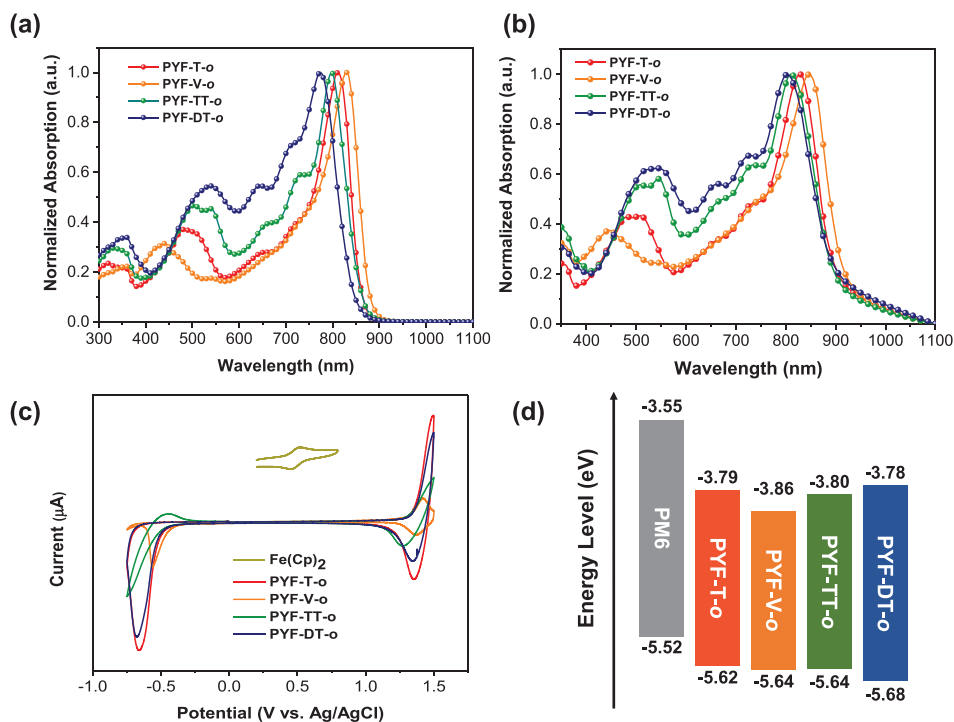 (a)
PYF-T-o
PYF-V-o
PYF-TT-o
PYF-DT-o
Normalized Absorption (a.u.)
1.0
0.8
0.6
0.4
0.2
0.0
300 400 500 600 700 800 900 1000 1100
Wavelength (nm)
(b)
PYF-T-o
PYF-V-o
PYF-TT-o
PYF-DT-o
Normalized Absorption (a.u.)
1.0
0.8
0.6
0.4
0.2
0.0
400 500 600 700 800 900 1000 1100
Wavelength (nm)
(c)
Current(μA)
Fe(Cp)2
PYF-T-o
PYF-V-o
PYF-TT-o
PYF-DT-o
-1.0 -0.5 0.0 0.5 1.0 1.5
Potential (V vs. Ag/AgCl)
(d)
Energy Level (eV)
-3.55
PM6
-5.52
-3.79
PYF-T-o
-5.62
-3.86
PYF-V-o
-5.64
-3.80
PYF-TT-o
-5.64
-3.78
PYF-DT-o
-5.68